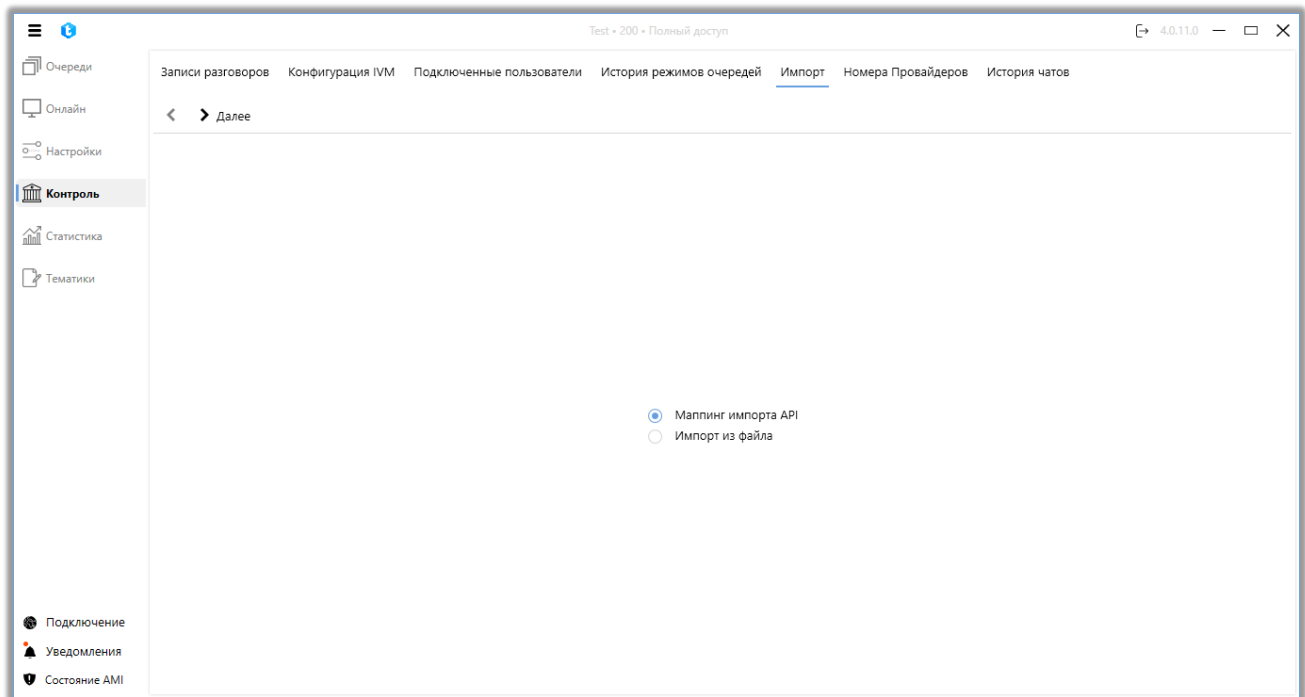 Test • 200 • Полный доступ
4.0.11.0
Очереди
Онлайн
Настройки
Контроль
Статистика
Тематики
Записи разговоров Конфигурация IVM Подключенные пользователи История режимов очередей Импорт Номера Провайдеров История чатов
Далее
Маппинг импорта API
Импорт из файла
Подключение
Уведомления
Состояние AMI